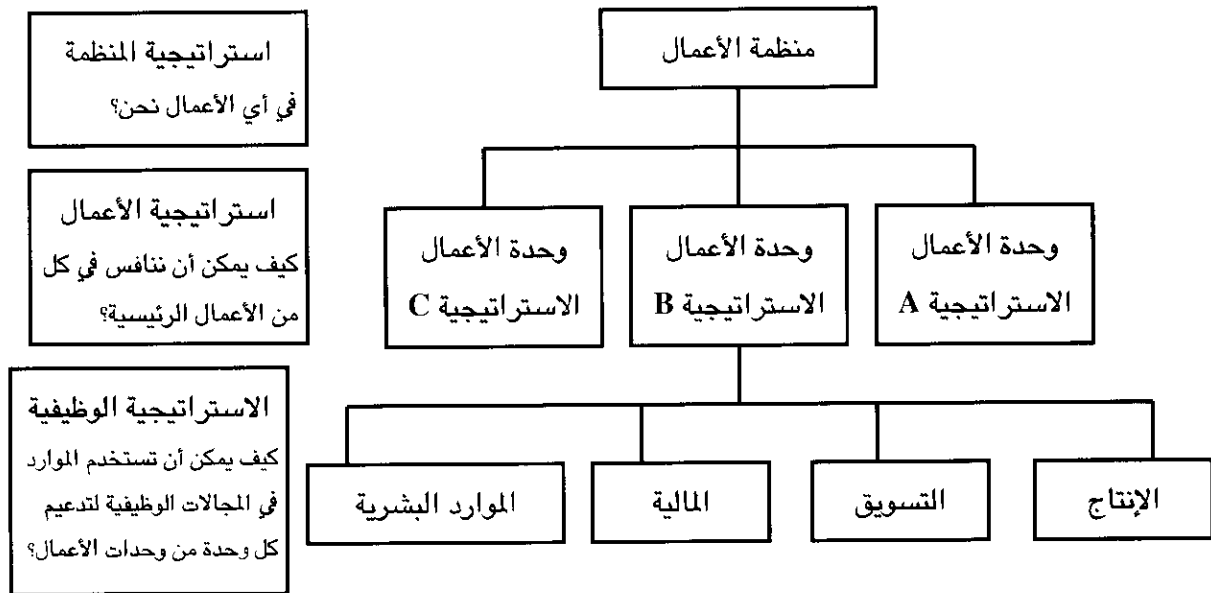 منظمة الأعمال
استراتيجية المنظمة
في أي الأعمال نحن؟
وحدة الأعمال
الاستراتيجية A
وحدة الأعمال
الاستراتيجية B
وحدة الأعمال
الاستراتيجية C
استراتيجية الأعمال
كيف يمكن أن ننافس في كل
من الأعمال الرئيسية؟
الإنتاج
التسويق
المالية
الموارد البشرية
الاستراتيجية الوظيفية
كيف يمكن أن تستخدم الموارد
في المجالات الوظيفية لتدعيم
كل وحدة من وحدات الأعمال؟